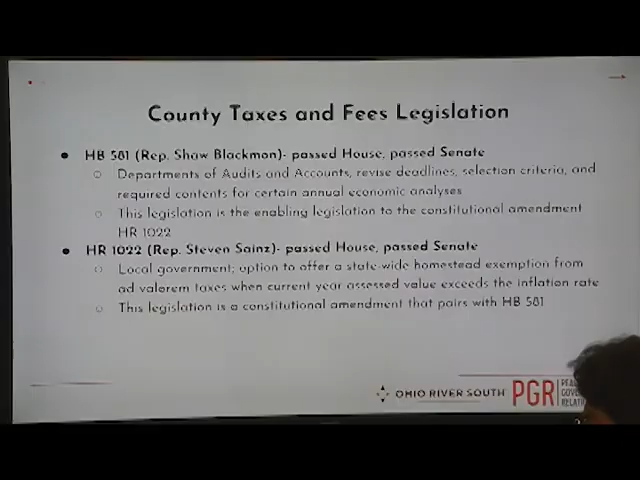 County Taxes and Fees Legislation
● HB 581 (Rep. Shaw Blackmon)- passed House, passed Senate
○ Departments of Audits and Accounts, revise deadlines, selection criteria, and
required contents for certain annual economic analyses
○ This legislation is the enabling legislation to the constitutional amendment
HR 1022
● HR 1022 (Rep. Steven Sainz)- passed House, passed Senate
○ Local government; option to offer a state-wide homestead exemption from
ad valorem taxes when current year assessed value exceeds the inflation rate
○ This legislation is a constitutional amendment that pairs with HB 581
OHIO RIVER SOUTH
PGR